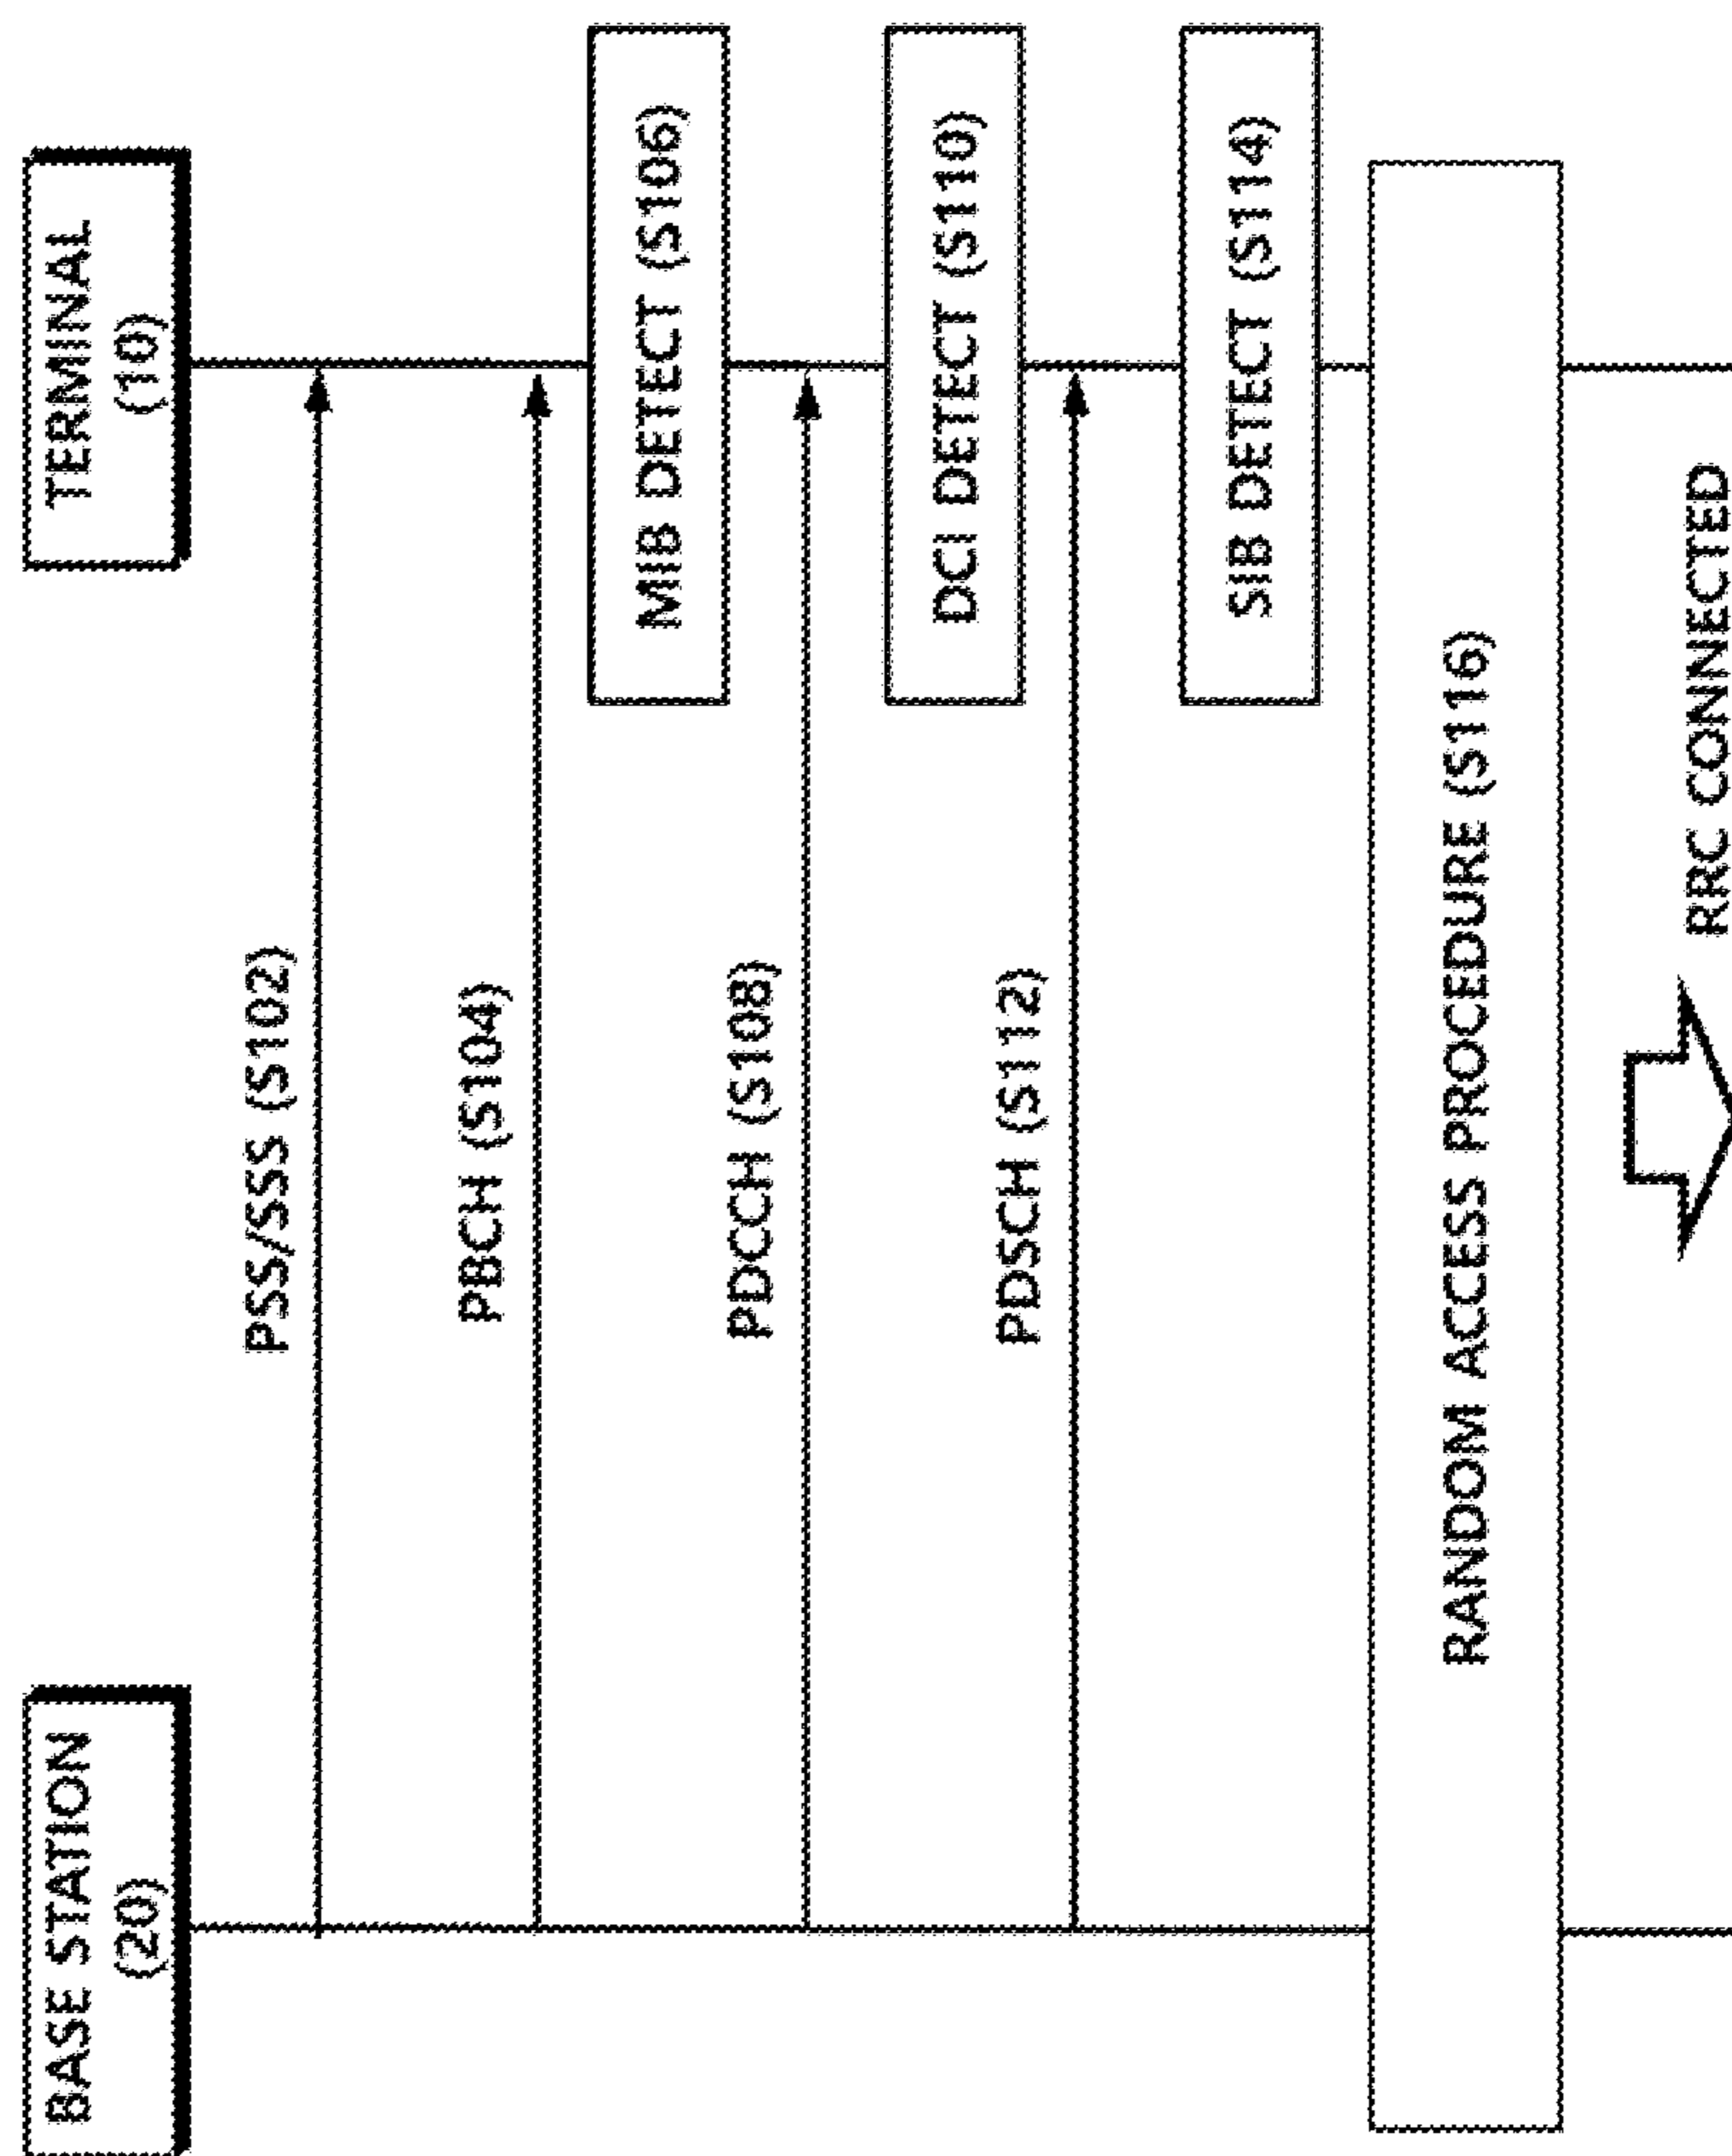 BASE STATION
(20)
TERMINAL
(10)
PSS/SSS (S102)
PBCH (S104)
MIB DETECT (S106)
PDCCH (S108)
DCI DETECT (S110)
PDSCH (S112)
SIB DETECT (S114)
RANDOM ACCESS PROCEDURE (S116)
RRC CONNECTED